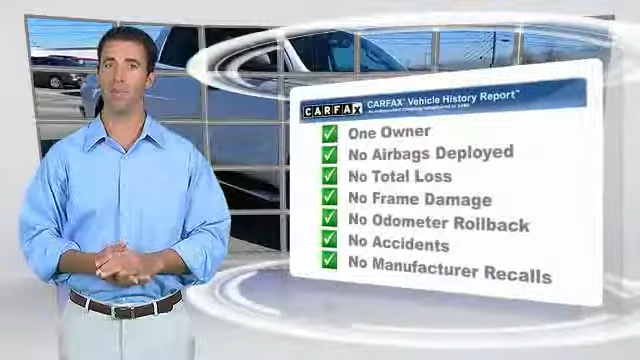 CARFAX CARFAX® Vehicle History Report™
One Owner
No Airbags Deployed
No Total Loss
No Frame Damage
No Odometer Rollback
No Accidents
No Manufacturer Recalls